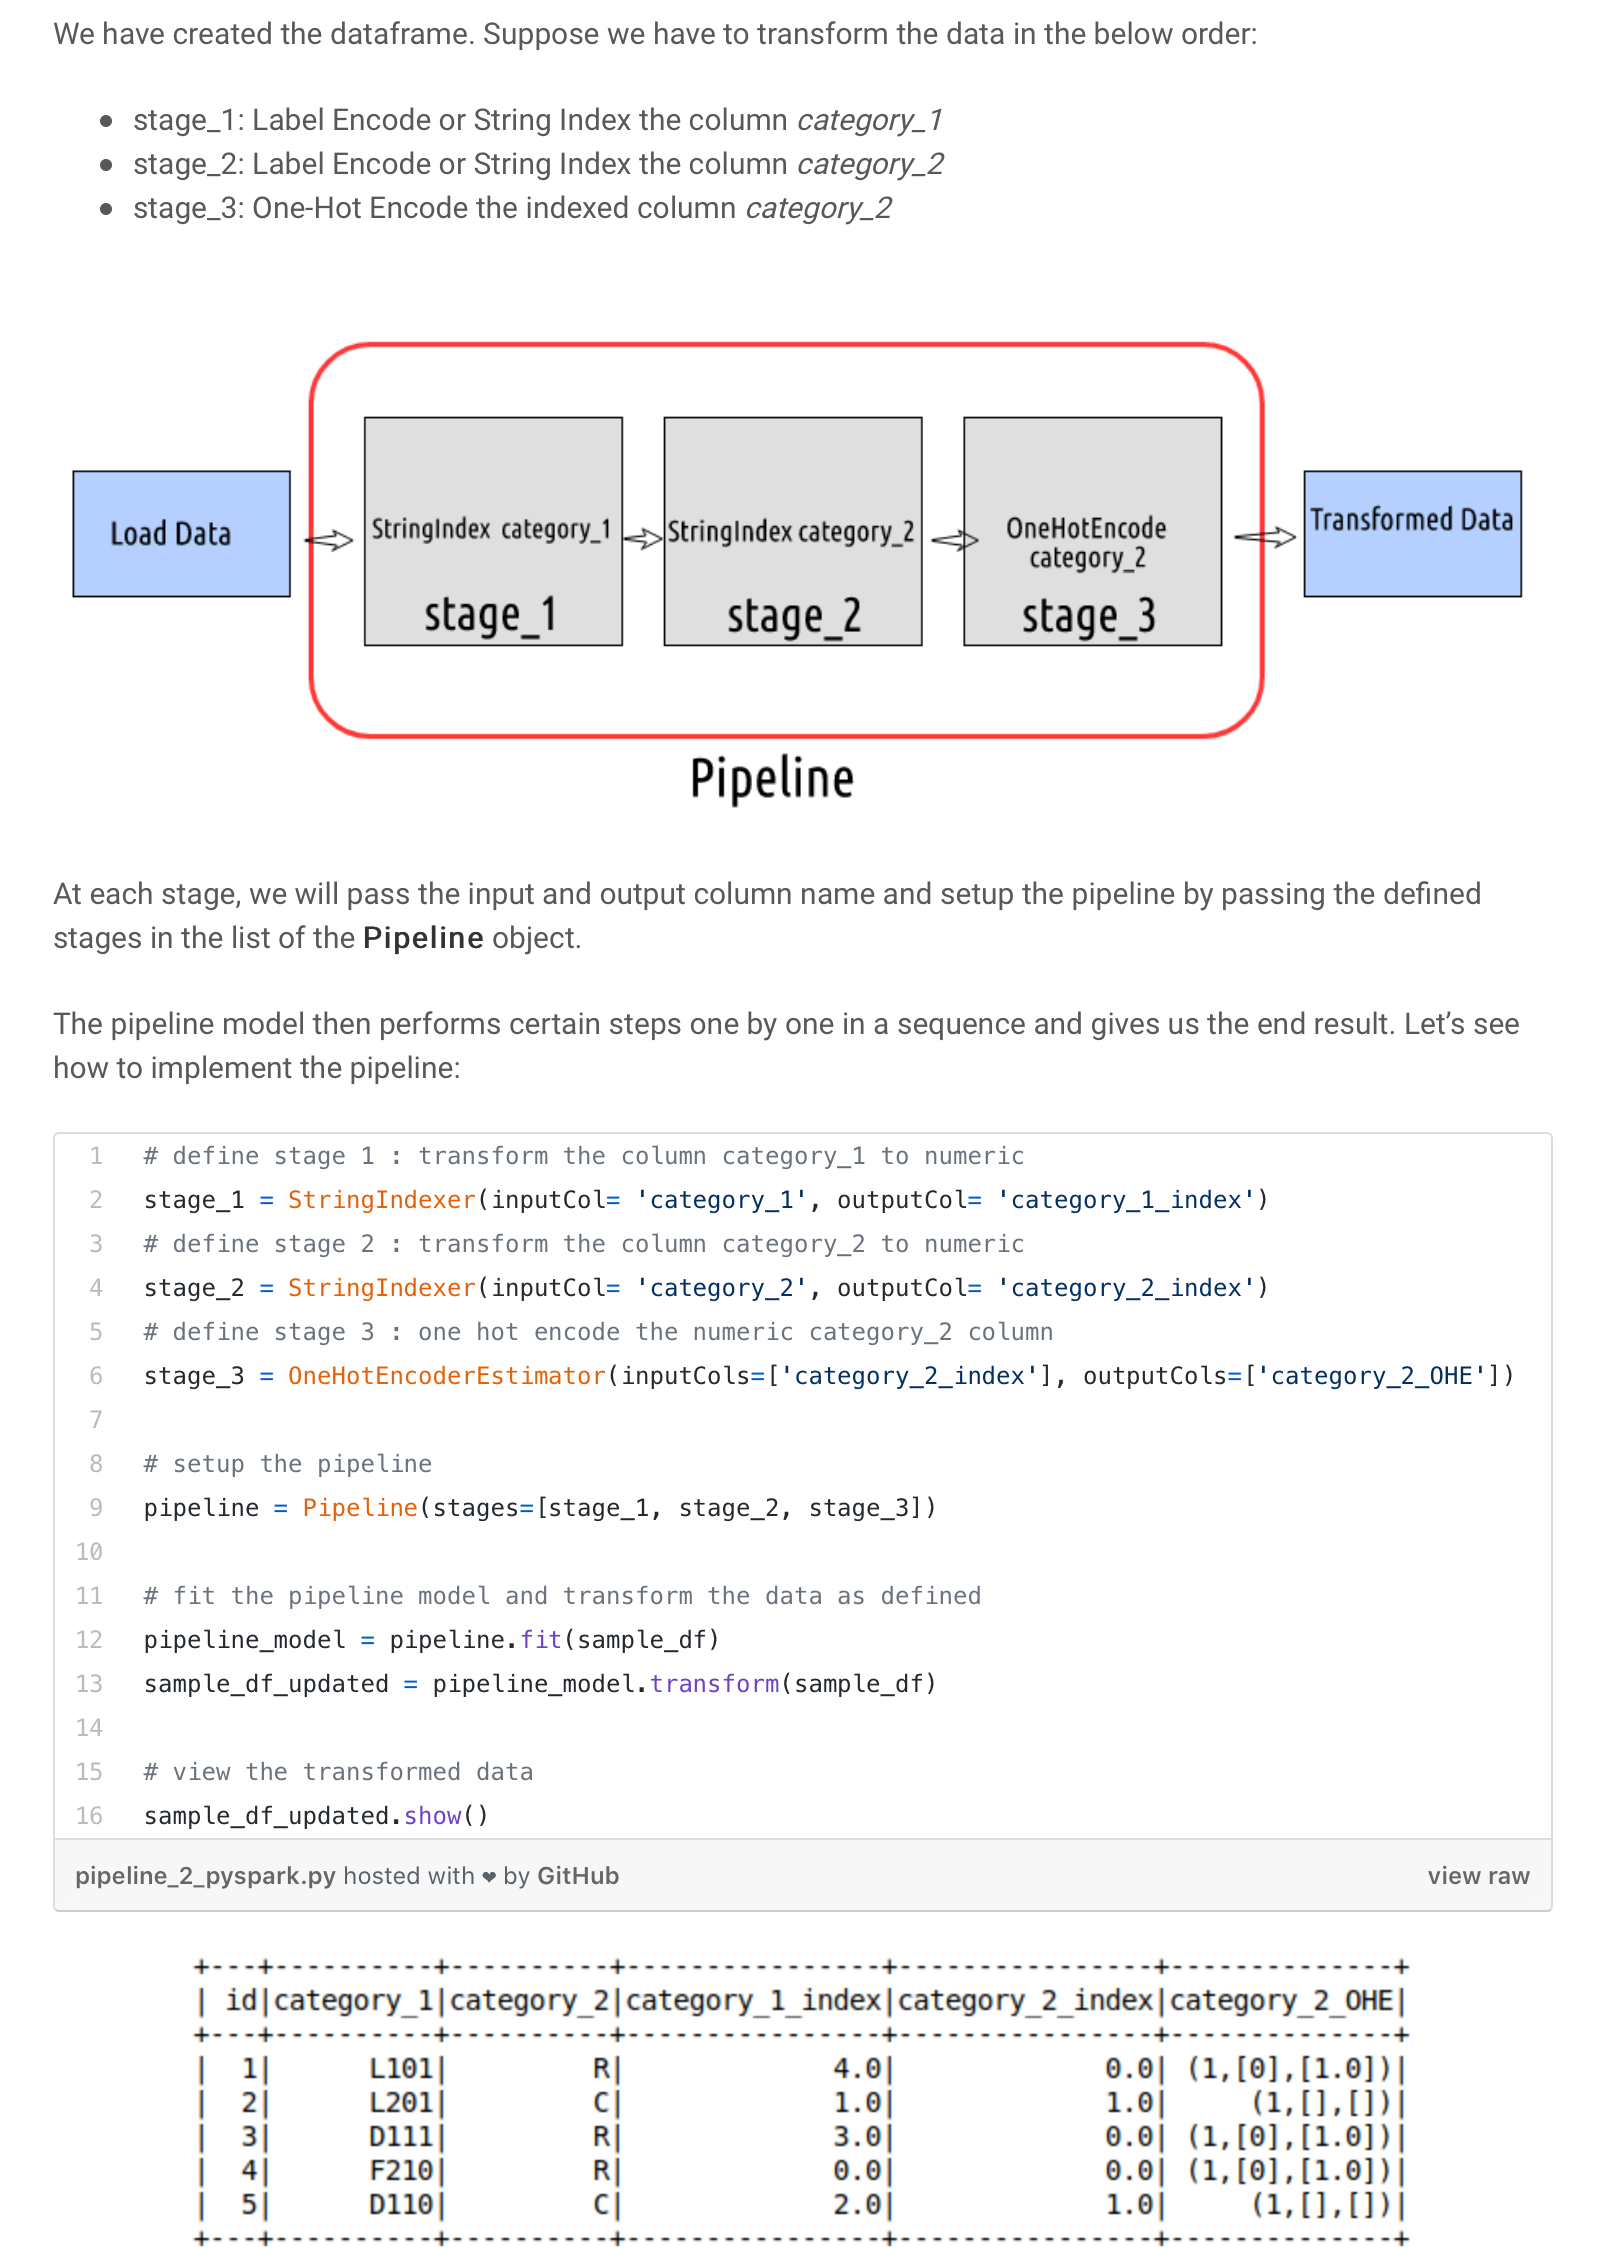 We have created the dataframe. Suppose we have to transform the data in the below order:
stage_1: Label Encode or String Index the column category_1
stage_2: Label Encode or String Index the column category_2
stage_3: One-Hot Encode the indexed column category_2
Load Data
StringIndex category_1
stage_1
StringIndex category_2
stage_2
OneHotEncode
category_2
stage_3
Transformed Data
Pipeline
At each stage, we will pass the input and output column name and setup the pipeline by passing the defined
stages in the list of the Pipeline object.
The pipeline model then performs certain steps one by one in a sequence and gives us the end result. Let’s see
how to implement the pipeline:
1 # define stage 1 : transform the column category_1 to numeric
2 stage_1 = StringIndexer(inputCol= 'category_1', outputCol= 'category_1_index')
3 # define stage 2 : transform the column category_2 to numeric
4 stage_2 = StringIndexer(inputCol= 'category_2', outputCol= 'category_2_index')
5 # define stage 3 : one hot encode the numeric category_2 column
6 stage_3 = OneHotEncoderEstimator(inputCols=['category_2_index'], outputCols=['category_2_OHE'])
7
8 # setup the pipeline
9 pipeline = Pipeline(stages=[stage_1, stage_2, stage_3])
10
11 # fit the pipeline model and transform the data as defined
12 pipeline_model = pipeline.fit(sample_df)
13 sample_df_updated = pipeline_model.transform(sample_df)
14
15 # view the transformed data
16 sample_df_updated.show()
pipeline_2_pyspark.py hosted with ❤ by GitHub view raw
+---+----------+----------+----------------+----------------+--------------+
| id|category_1|category_2|category_1_index|category_2_index|category_2_OHE|
+---+----------+----------+----------------+----------------+--------------+
|  1|      L101|         R|             4.0|             0.0| (1,[0],[1.0])|
|  2|      L201|         C|             1.0|             1.0|     (1,[],[])|
|  3|      D111|         R|             3.0|             0.0| (1,[0],[1.0])|
|  4|      F210|         R|             0.0|             0.0| (1,[0],[1.0])|
|  5|      D110|         C|             2.0|             1.0|     (1,[],[])|
+---+----------+----------+----------------+----------------+--------------+